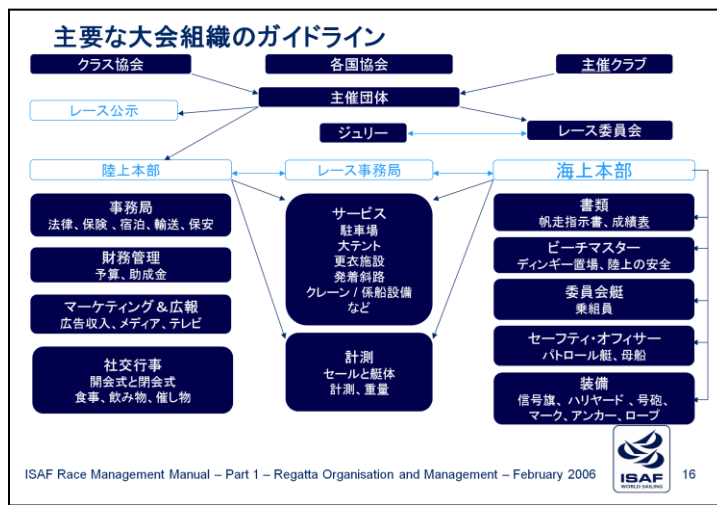 主要な大会組織のガイドライン
クラス協会
各国協会
主催クラブ
主催団体
レース公示
ジュリー
レース委員会
陸上本部
レース事務局
海上本部
事務局
法律、保険、宿泊、輸送、保安
財務管理
予算、助成金
マーケティング&広報
広告収入、メディア、テレビ
社交行事
開会式と閉会式
食事、飲み物、催し物
サービス
駐車場
大テント
更衣施設
発着斜路
クレーン / 係船設備
など
計測
セールと艇体
計測、重量
書類
帆走指示書、成績表
ビーチマスター
ディンギー置場、陸上の安全
委員会艇
乗組員
セーフティ・オフィサー
パトロール艇、母船
装備
信号旗、ハリヤード 、号砲、
マーク、アンカー、ロープ
ISAF Race Management Manual – Part 1 – Regatta Organisation and Management – February 2006
ISAF
WORLD SAILING
16